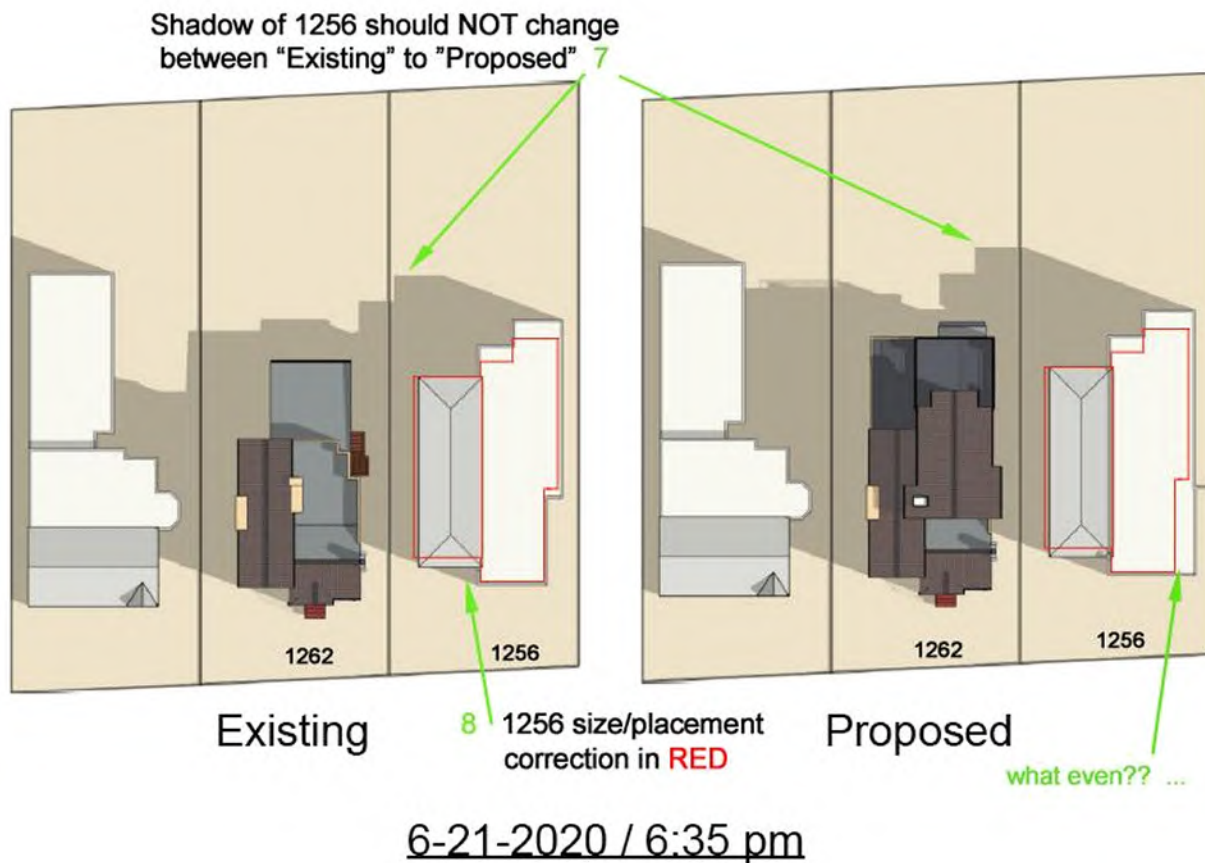 Shadow of 1256 should NOT change
between “Existing” to ”Proposed” 7
1262
1256
1262
1256
Existing
8 1256 size/placement
correction in RED
Proposed
what even?? ...
6-21-2020 / 6:35 pm